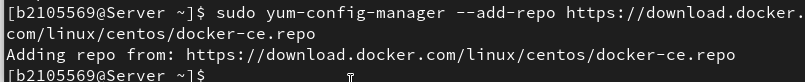 [b2105569@Server ~]$ sudo yum-config-manager --add-repo https://download.docker.
com/linux/centos/docker-ce.repo
Adding repo from: https://download.docker.com/linux/centos/docker-ce.repo
[b2105569@Server ~]$